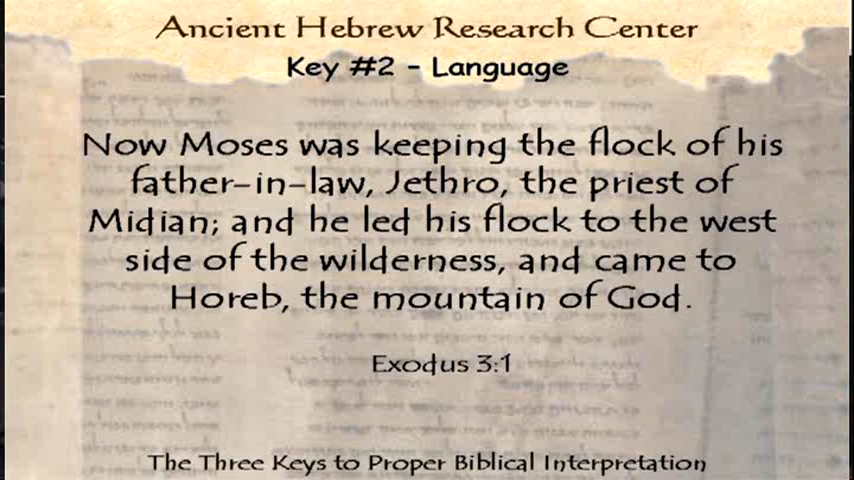 Ancient Hebrew Research Center
Key #2 - Language
Now Moses was keeping the flock of his
father-in-law, Jethro, the priest of
Midian; and he led his flock to the west
side of the wilderness, and came to
Horeb, the mountain of God.
Exodus 3:1
The Three Keys to Proper Biblical Interpretation